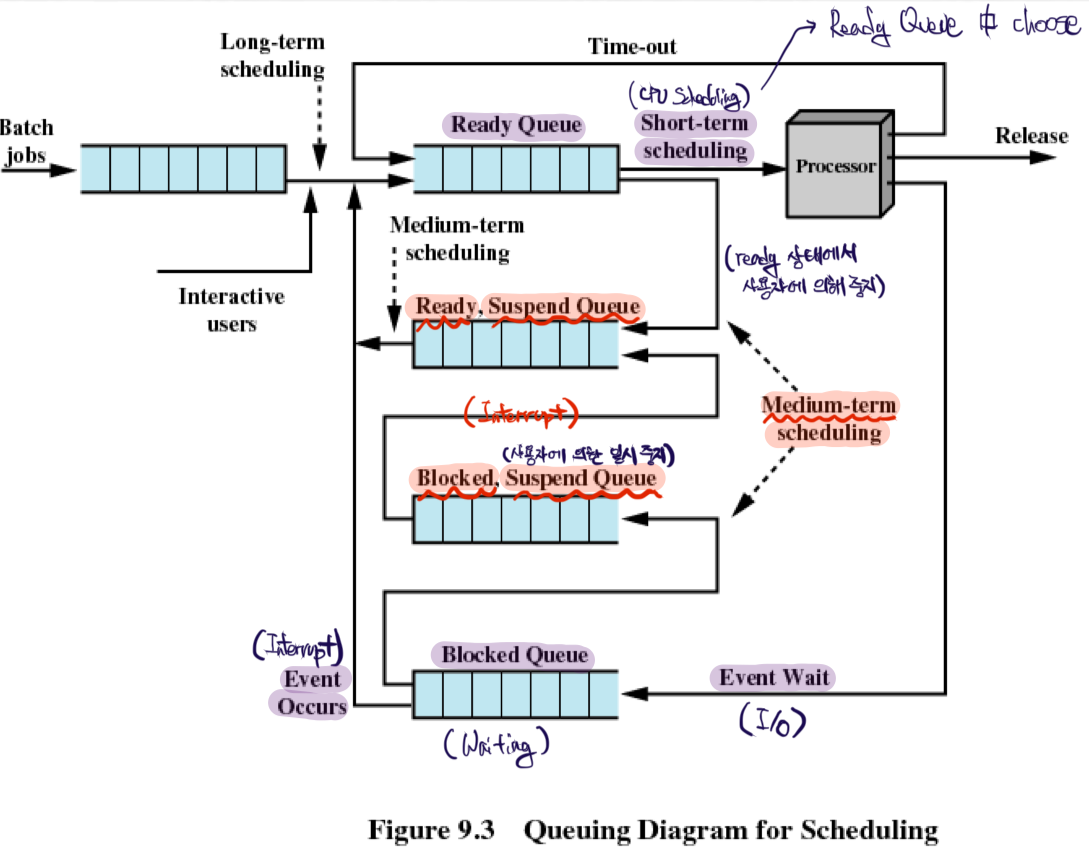 Ready Queue 中 choose
Long-term
scheduling
Time-out
(CPU Scheduling)
Batch
jobs
Ready Queue
Short-term
scheduling
Processor
Release
Medium-term
scheduling
(ready 상태에서
사용자에 의해 중지)
Interactive
users
Ready, Suspend Queue
(Interrupt)
Medium-term
scheduling
(사용자에 의한 일시 중지)
Blocked, Suspend Queue
(Interrupt)
Event
Occurs
Blocked Queue
Event Wait
(I/O)
(Waiting)
Figure 9.3 Queuing Diagram for Scheduling